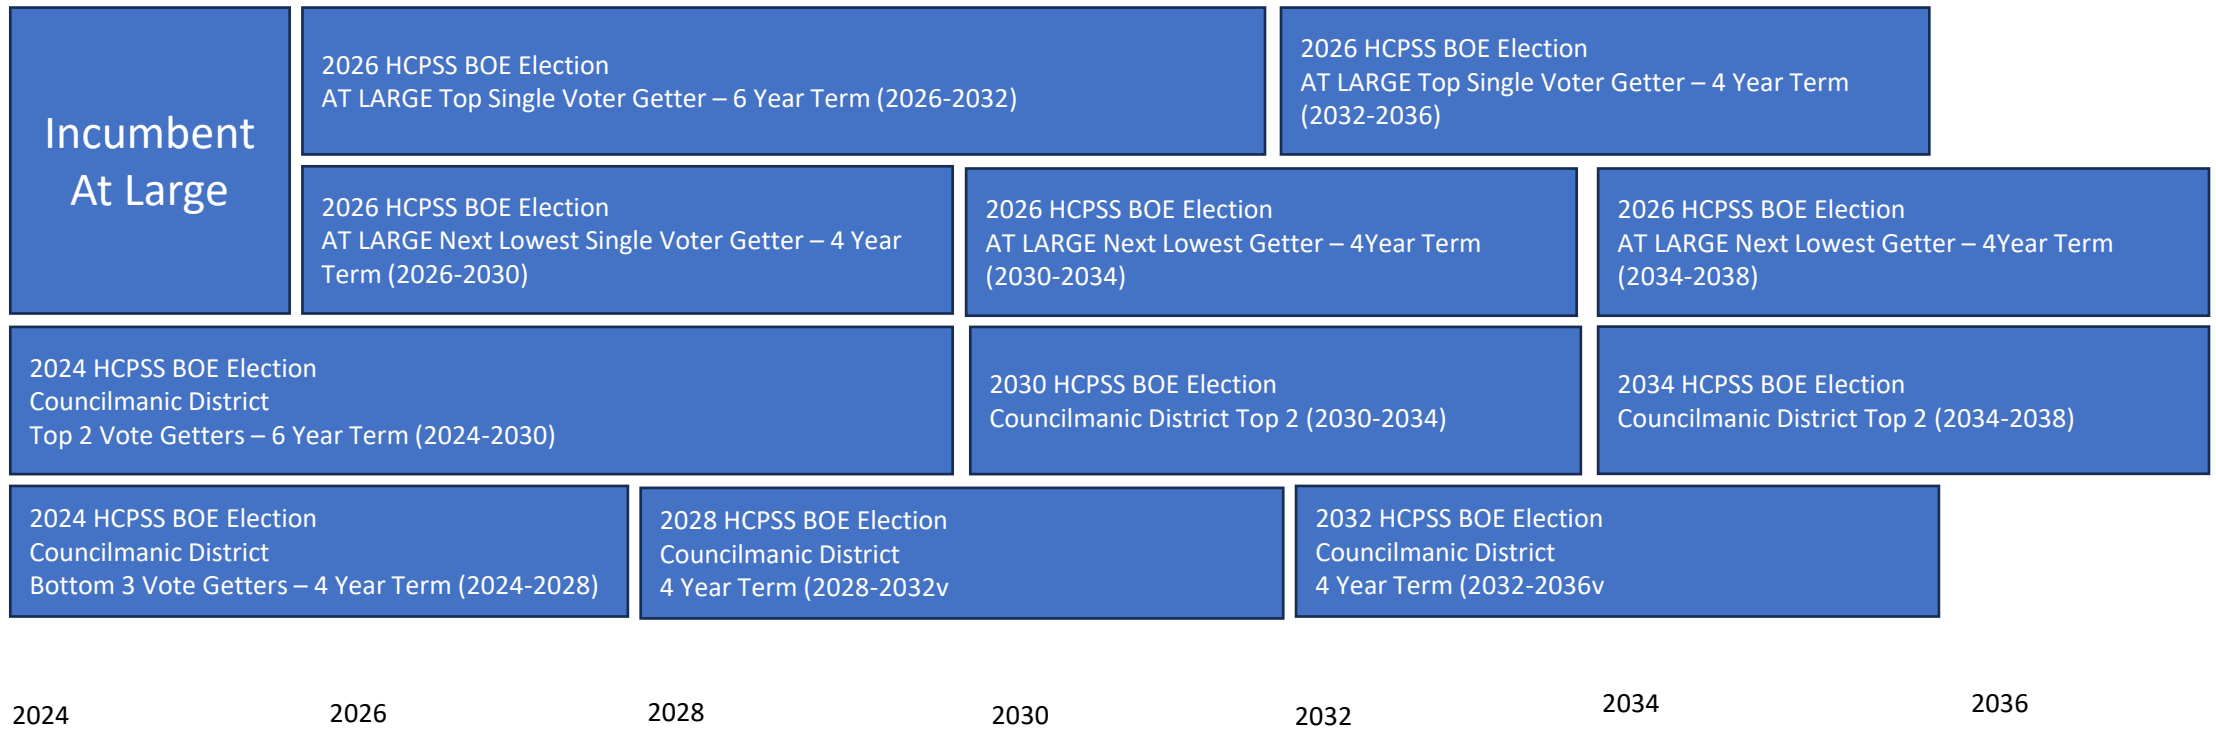 Incumbent
At Large
2026 HCPSS BOE Election
AT LARGE Top Single Voter Getter – 6 Year Term (2026-2032)
2026 HCPSS BOE Election
AT LARGE Top Single Voter Getter – 4 Year Term
(2032-2036)
2026 HCPSS BOE Election
AT LARGE Next Lowest Single Voter Getter – 4 Year
Term (2026-2030)
2026 HCPSS BOE Election
AT LARGE Next Lowest Getter – 4Year Term
(2030-2034)
2026 HCPSS BOE Election
AT LARGE Next Lowest Getter – 4Year Term
(2034-2038)
2024 HCPSS BOE Election
Councilmanic District
Top 2 Vote Getters – 6 Year Term (2024-2030)
2030 HCPSS BOE Election
Councilmanic District Top 2 (2030-2034)
2034 HCPSS BOE Election
Councilmanic District Top 2 (2034-2038)
2024 HCPSS BOE Election
Councilmanic District
Bottom 3 Vote Getters – 4 Year Term (2024-2028)
2028 HCPSS BOE Election
Councilmanic District
4 Year Term (2028-2032v
2032 HCPSS BOE Election
Councilmanic District
4 Year Term (2032-2036v
2024
2026
2028
2030
2032
2034
2036